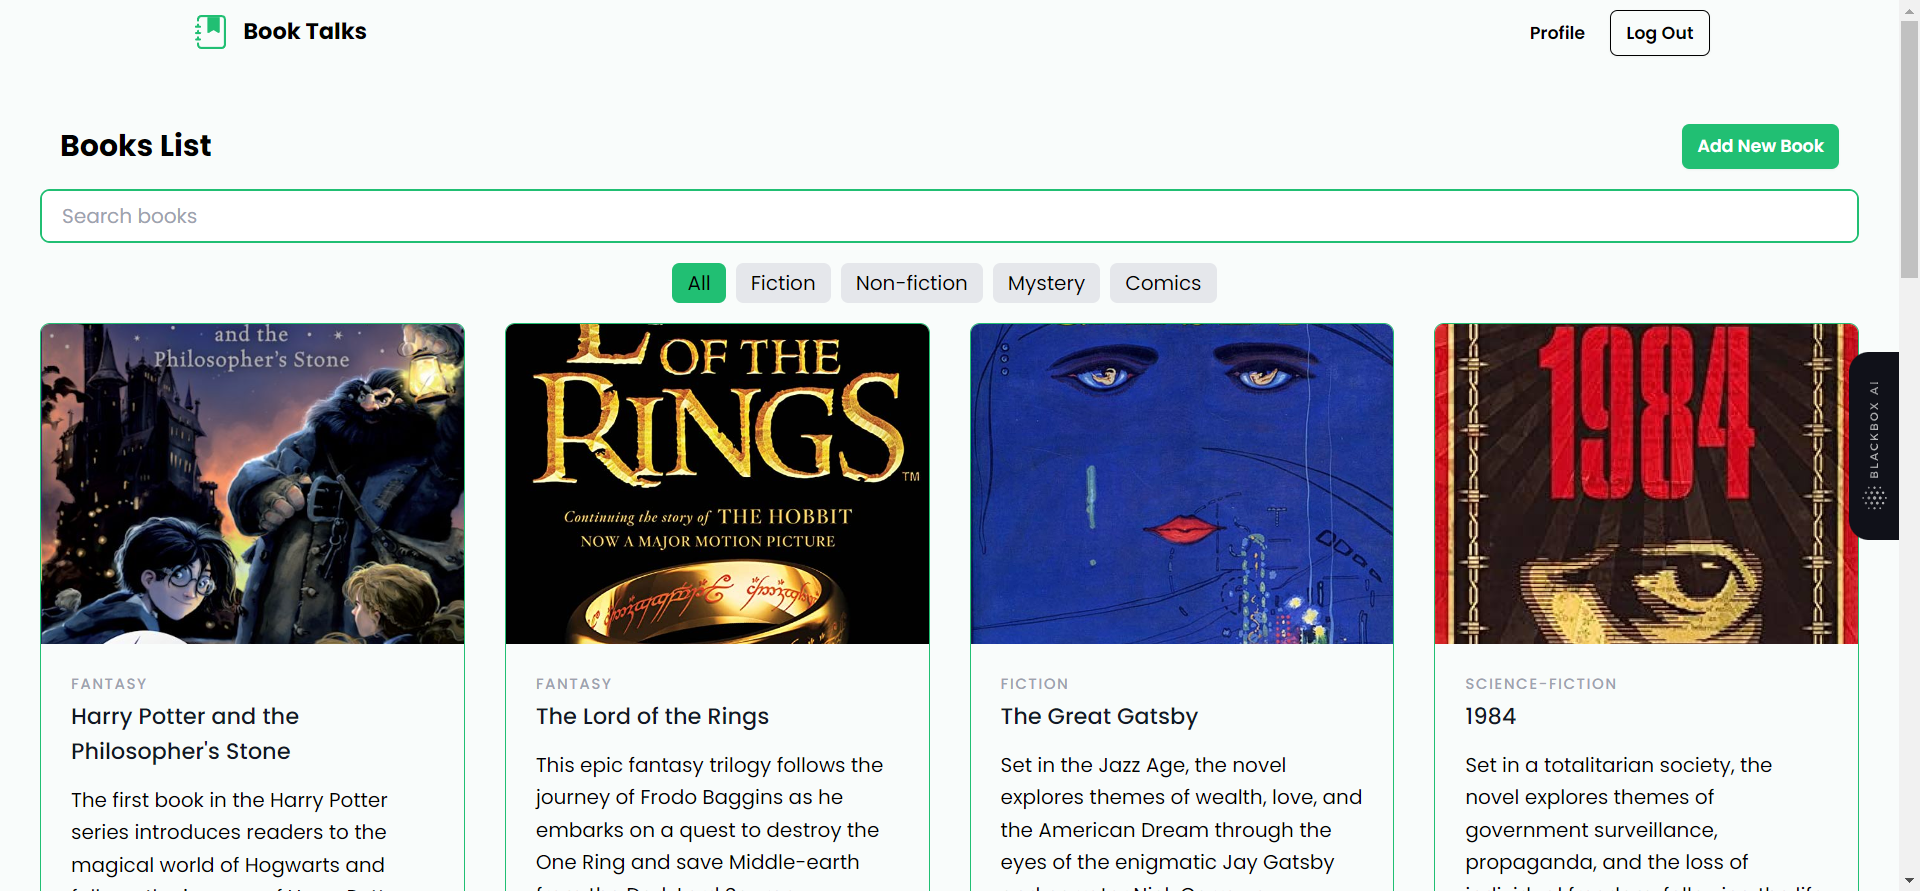 Book Talks
Profile
Log Out
Books List
Add New Book
Search books
All
Fiction
Non-fiction
Mystery
Comics
and the
Philosopher's Stone
OF THE
RINGS™
Continuing the story of THE HOBBIT
NOW A MAJOR MOTION PICTURE
1984
BLACKBOX AI
FANTASY
Harry Potter and the
Philosopher's Stone
The first book in the Harry Potter
series introduces readers to the
magical world of Hogwarts and
FANTASY
The Lord of the Rings
This epic fantasy trilogy follows the
journey of Frodo Baggins as he
embarks on a quest to destroy the
One Ring and save Middle-earth
FICTION
The Great Gatsby
Set in the Jazz Age, the novel
explores themes of wealth, love, and
the American Dream through the
eyes of the enigmatic Jay Gatsby
SCIENCE-FICTION
1984
Set in a totalitarian society, the
novel explores themes of
government surveillance,
propaganda, and the loss of